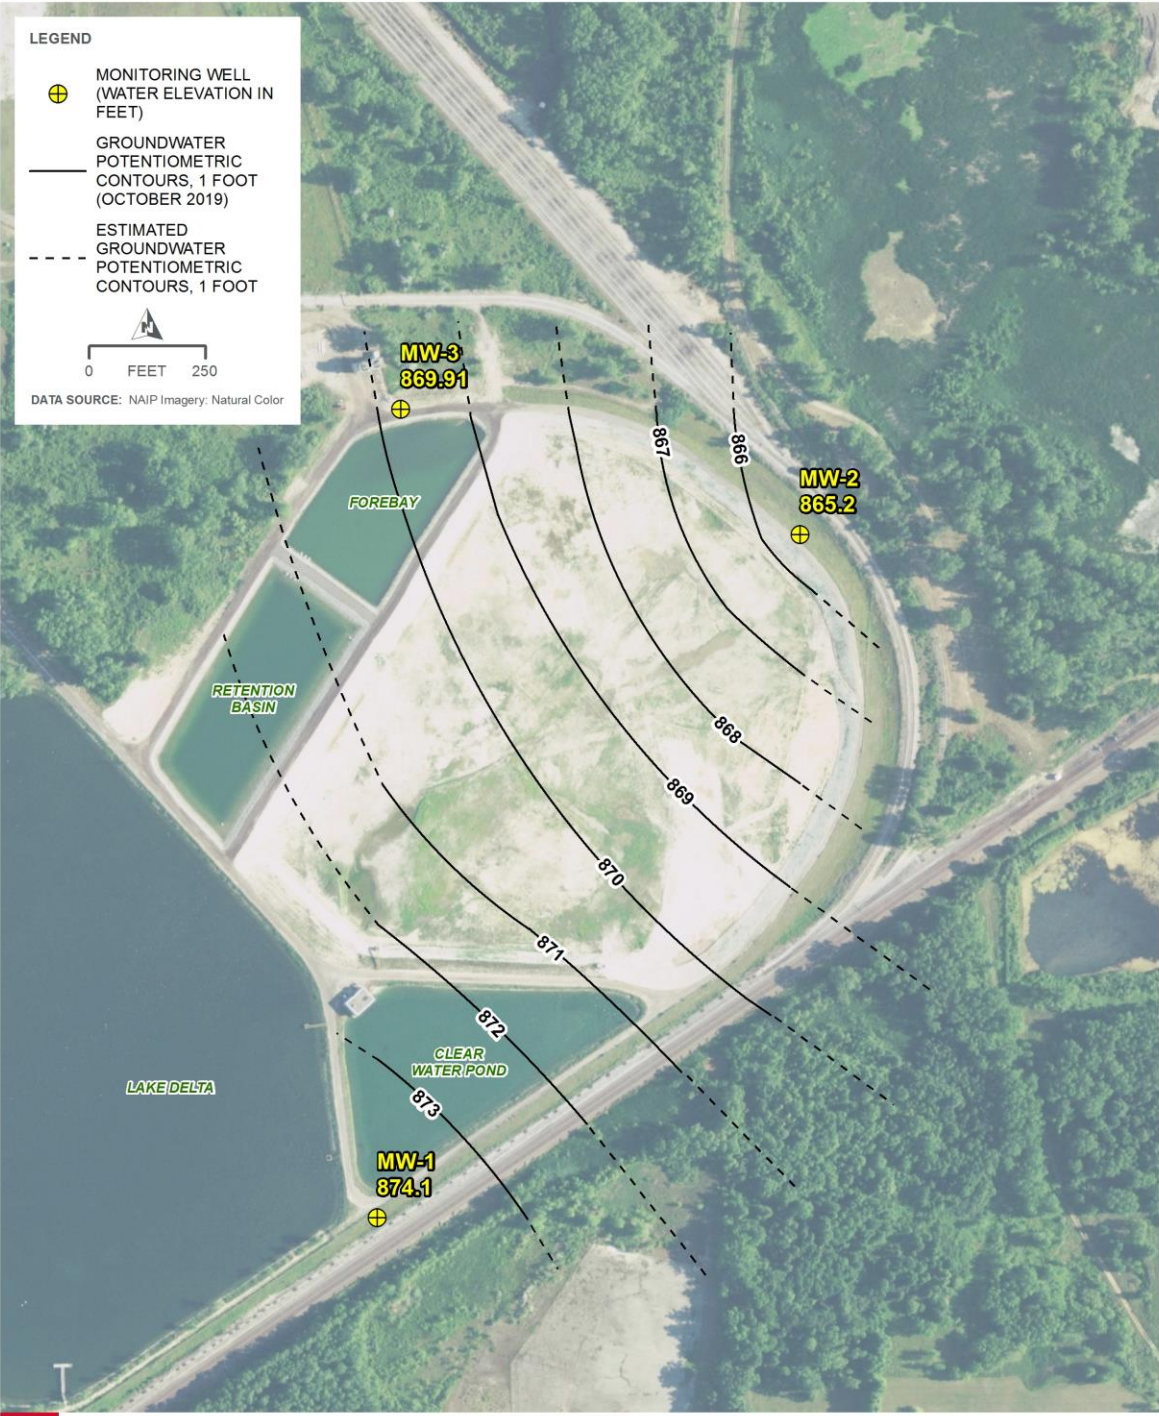 LEGEND
MONITORING WELL
(WATER ELEVATION IN
FEET)
GROUNDWATER
POTENTIOMETRIC
CONTOURS, 1 FOOT
(OCTOBER 2019)
ESTIMATED
GROUNDWATER
POTENTIOMETRIC
CONTOURS, 1 FOOT
N
0 FEET 250
DATA SOURCE: NAIP Imagery: Natural Color
MW-3
869.91
867
866
MW-2
865.2
FOREBAY
RETENTION
BASIN
868
869
870
871
872
CLEAR
WATER POND
873
LAKE DELTA
MW-1
874.1